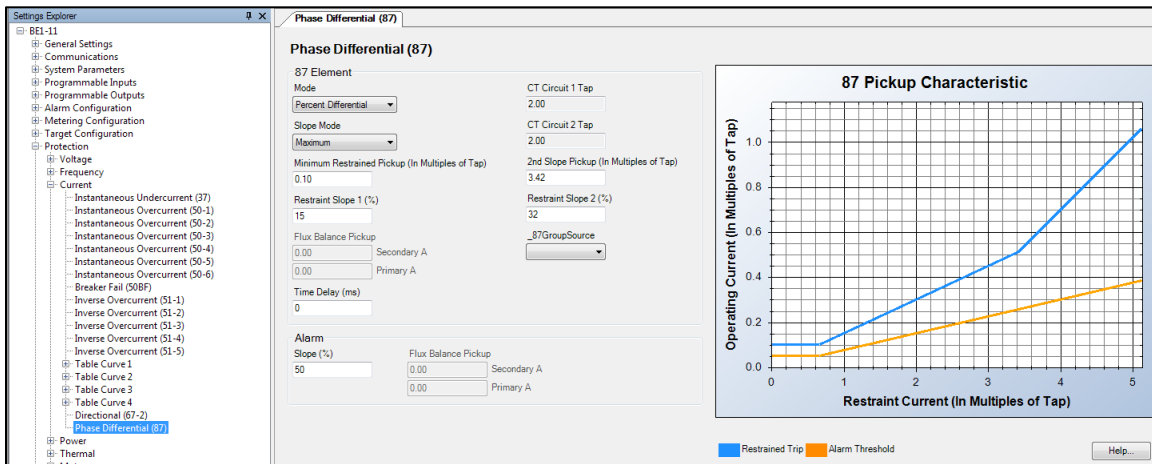 Settings Explorer
BE1-11
General Settings
Communications
System Parameters
Programmable Inputs
Programmable Outputs
Alarm Configuration
Metering Configuration
Target Configuration
Protection
Voltage
Frequency
Current
Instantaneous Undercurrent (37)
Instantaneous Overcurrent (50-1)
Instantaneous Overcurrent (50-2)
Instantaneous Overcurrent (50-3)
Instantaneous Overcurrent (50-4)
Instantaneous Overcurrent (50-5)
Instantaneous Overcurrent (50-6)
Breaker Fail (50BF)
Inverse Overcurrent (51-1)
Inverse Overcurrent (51-2)
Inverse Overcurrent (51-3)
Inverse Overcurrent (51-4)
Inverse Overcurrent (51-5)
Table Curve 1
Table Curve 2
Table Curve 3
Table Curve 4
Directional (67-2)
Phase Differential (87)
Power
Thermal
Phase Differential (87)
Phase Differential (87)
87 Element
Mode
Percent Differential
CT Circuit 1 Tap
2.00
Slope Mode
Maximum
CT Circuit 2 Tap
2.00
Minimum Restrained Pickup (In Multiples of Tap)
0.10
2nd Slope Pickup (In Multiples of Tap)
3.42
Restraint Slope 1 (%)
15
Restraint Slope 2 (%)
32
Flux Balance Pickup
0.00 Secondary A
0.00 Primary A
_87GroupSource
Time Delay (ms)
0
Alarm
Slope (%)
50
Flux Balance Pickup
0.00 Secondary A
0.00 Primary A
87 Pickup Characteristic
Operating Current (In Multiples of Tap)
1.0
0.8
0.6
0.4
0.2
0.0
0 1 2 3 4 5
Restraint Current (In Multiples of Tap)
Restrained Trip Alarm Threshold
Help...